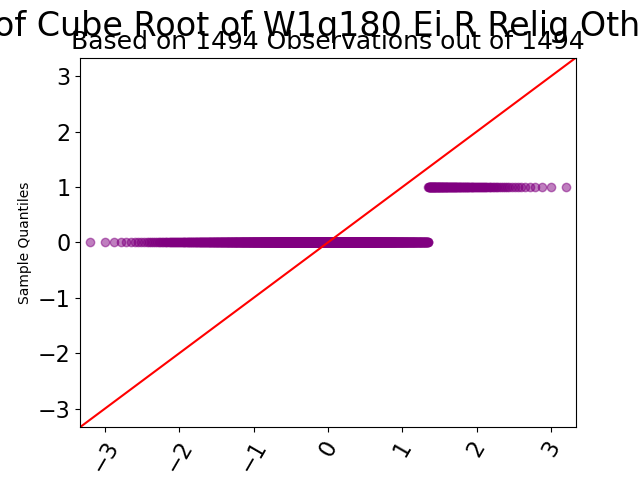 of Cube Root of W1q180 Ei R Relig Oth
Based on 1494 Observations out of 1494
3
2
1
0
−1
−2
−3
Sample Quantiles
−3 −2 −1 0 1 2 3